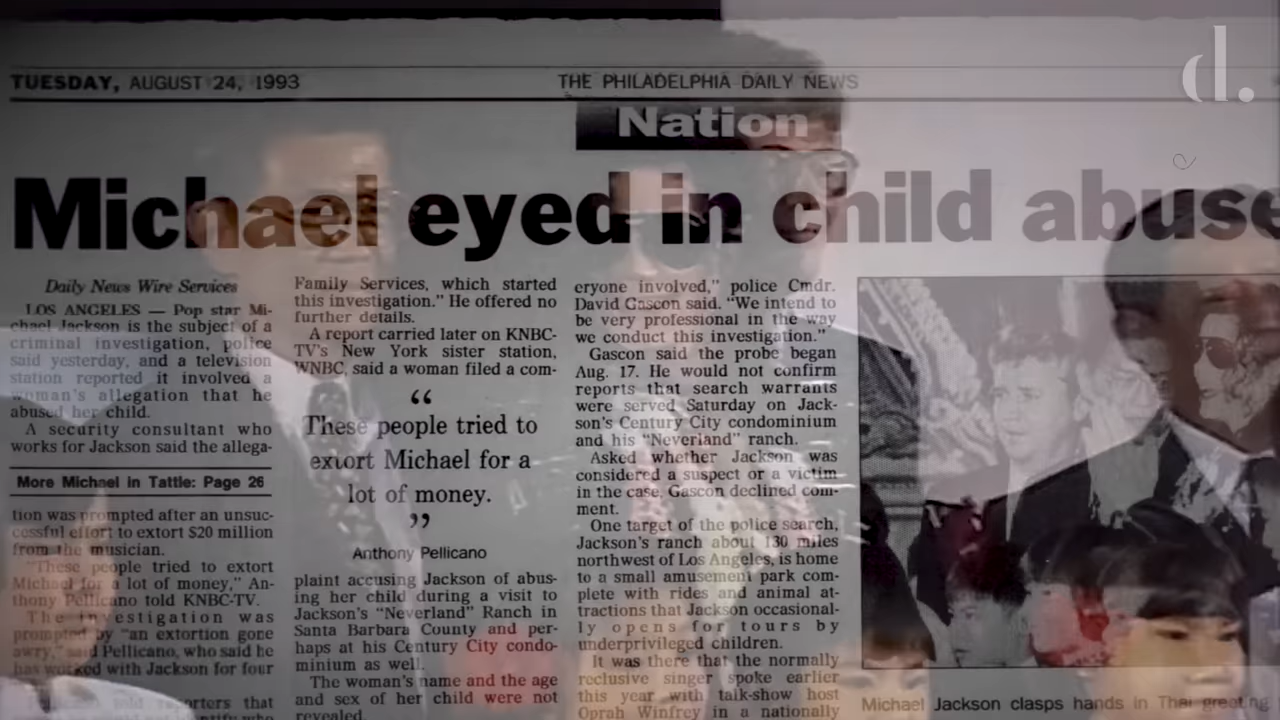 d.
TUESDAY, AUGUST 24, 1993
THE PHILADELPHIA DAILY NEWS
Nation
Michael eyed in child abuse
Daily News Wire Services
LOS ANGELES — Pop star Mi-
chael Jackson is the subject of a
criminal investigation, police
said yesterday, and a television
station reported it involved a
woman's allegation that he
abused her child.
A security consultant who
works for Jackson said the allega-
More Michael in Tattle: Page 26
tion was prompted after an unsuc-
cessful effort to extort $20 million
from the musician.
"These people tried to extort
Michael for a lot of money," An-
thony Pellicano told KNBC-TV.
The investigation was
prompted by "an extortion gone
awry," said Pellicano, who said he
has worked with Jackson for four
Family Services, which started
this investigation." He offered no
further details.
A report carried later on KNBC-
TV's New York sister station,
WNBC, said a woman filed a com-
“
These people tried to
extort Michael for a
lot of money.
”
Anthony Pellicano
plaint accusing Jackson of abus-
ing her child during a visit to
Jackson's "Neverland" Ranch in
Santa Barbara County and per-
haps at his Century City condo-
minium as well.
The woman's name and the age
and sex of her child were not
revealed.
eryone involved," police Cmdr.
David Gascon said. "We intend to
be very professional in the way
we conduct this investigation."
Gascon said the probe began
Aug. 17. He would not confirm
reports that search warrants
were served Saturday on Jack-
son's Century City condominium
and his "Neverland" ranch.
Asked whether Jackson was
considered a suspect or a victim
in the case, Gascon declined com-
ment.
One target of the police search,
Jackson's ranch about 130 miles
northwest of Los Angeles, is home
to a small amusement park com-
plete with rides and animal at-
tractions that Jackson occasional-
ly opens for tours by
underprivileged children.
It was there that the normally
reclusive singer spoke earlier
this year with talk-show host
Oprah Winfrey in a nationally
Michael Jackson clasps hands in Thai greeting